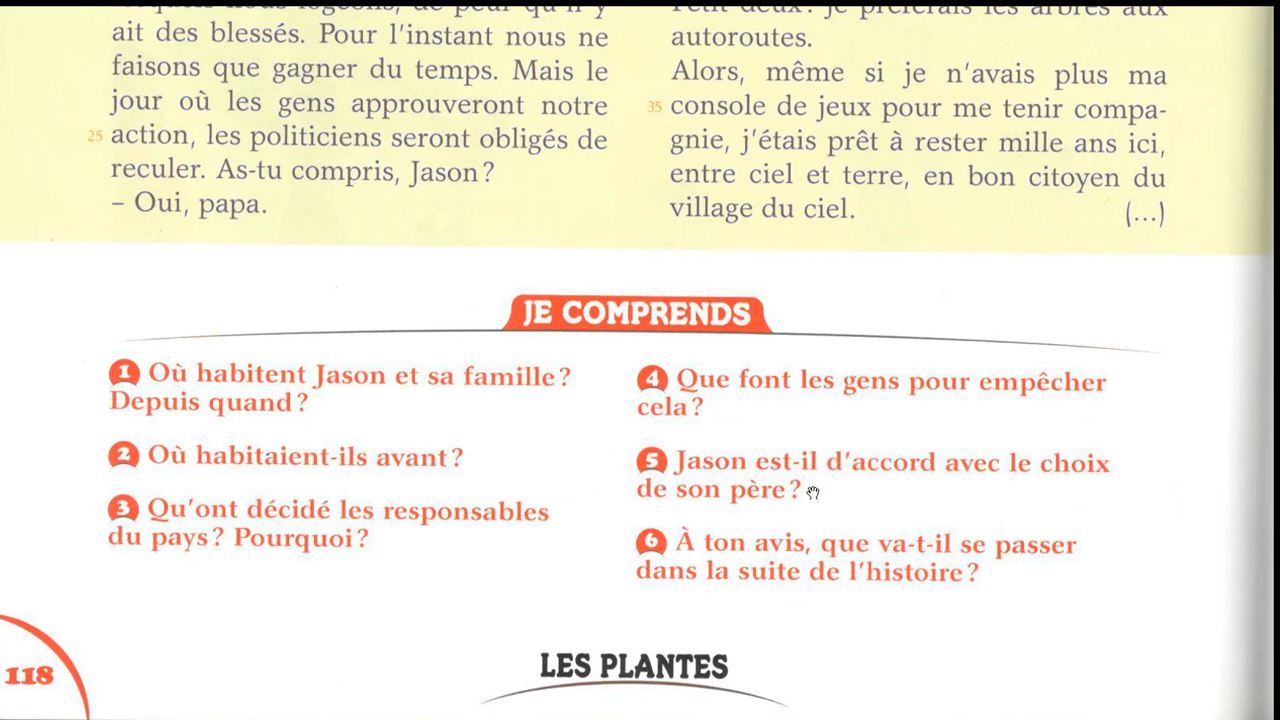 ait des blessés. Pour l'instant nous ne
faisons que gagner du temps. Mais le
jour où les gens approuveront notre
25 action, les politiciens seront obligés de
reculer. As-tu compris, Jason ?
– Oui, papa.
autoroutes.
Alors, même si je n'avais plus ma
35 console de jeux pour me tenir compa-
gnie, j'étais prêt à rester mille ans ici,
entre ciel et terre, en bon citoyen du
village du ciel. (...)
JE COMPRENDS
1 Où habitent Jason et sa famille ?
Depuis quand ?
2 Où habitaient-ils avant ?
3 Qu'ont décidé les responsables
du pays ? Pourquoi ?
4 Que font les gens pour empêcher
cela ?
5 Jason est-il d'accord avec le choix
de son père ?
6 À ton avis, que va-t-il se passer
dans la suite de l'histoire ?
118
LES PLANTES